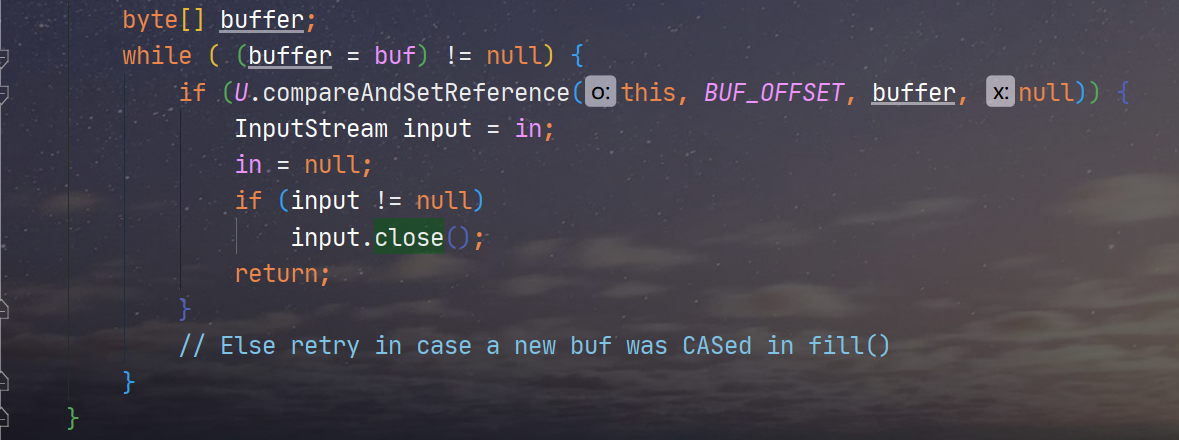 byte[] buffer;
while ( (buffer = buf) != null) {
if (U.compareAndSetReference( o: this, BUF_OFFSET, buffer, x: null)) {
InputStream input = in;
in = null;
if (input != null)
input.close();
return;
}
// Else retry in case a new buf was CASed in fill()
}
}